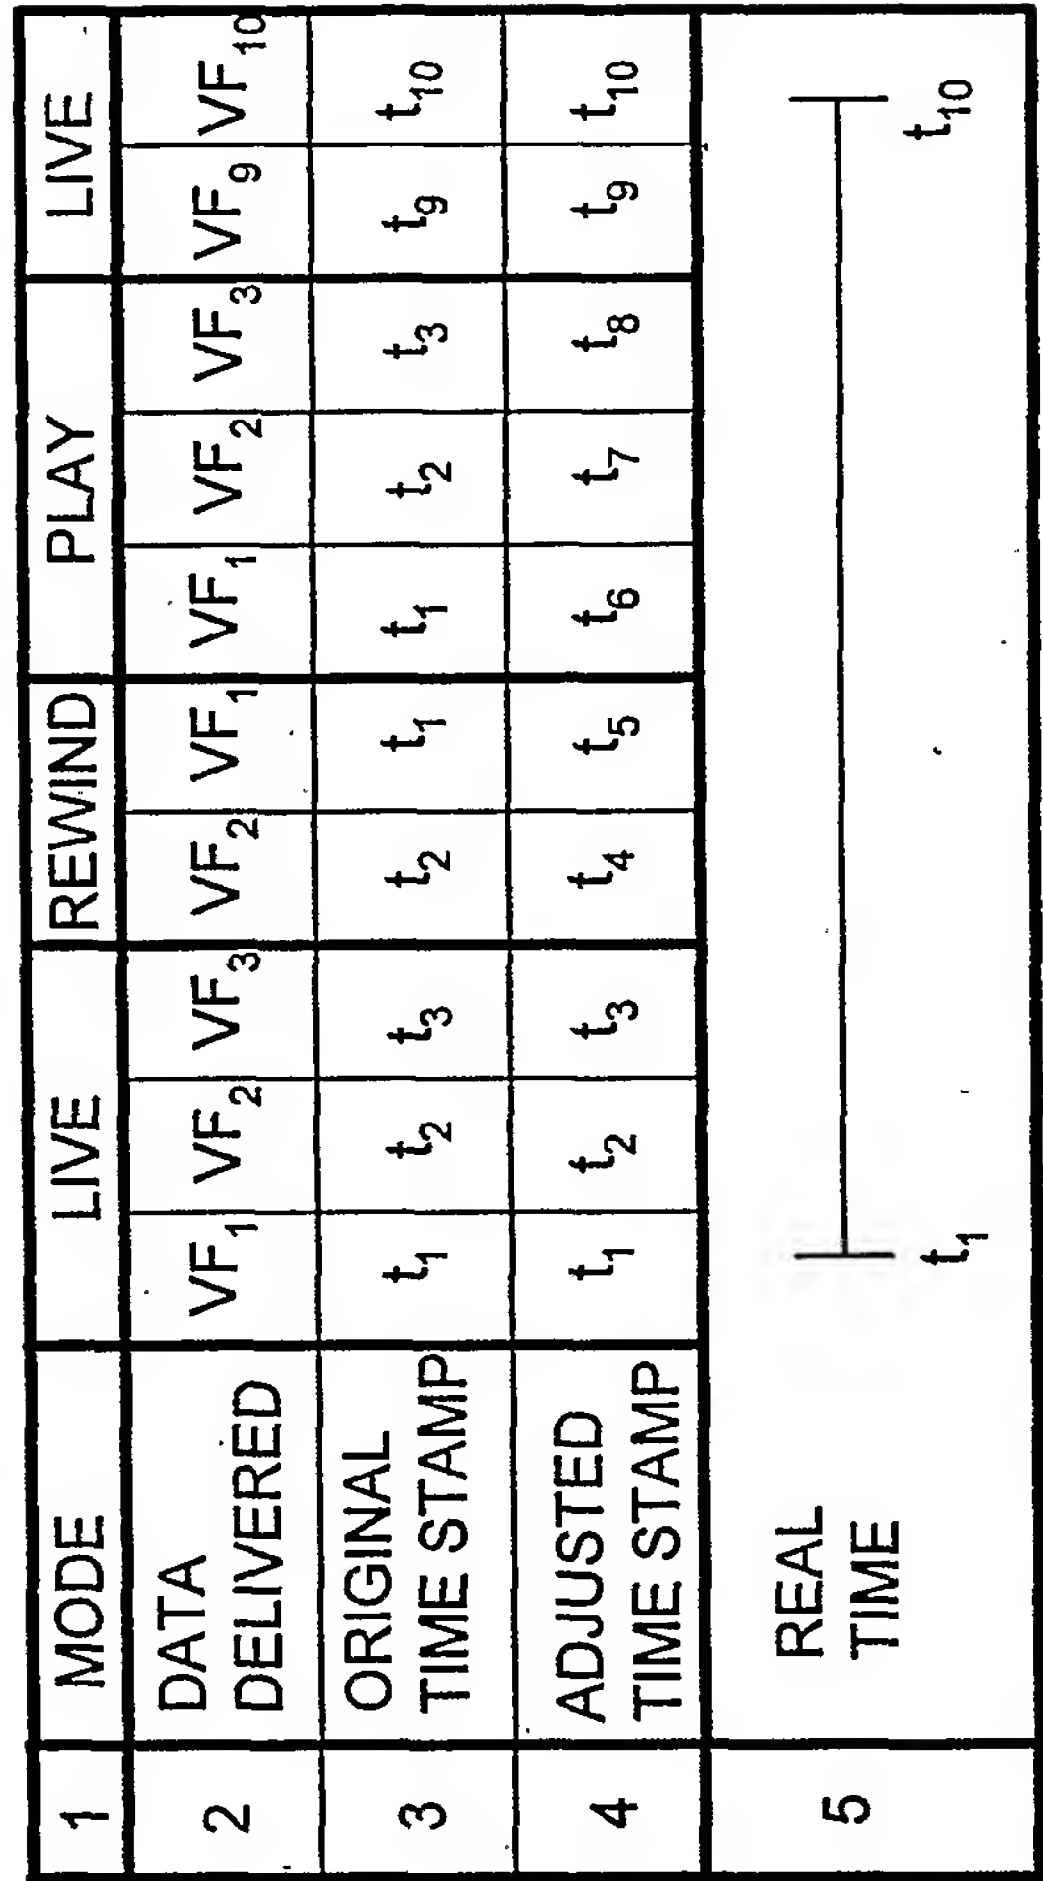 1 MODE LIVE REWIND PLAY LIVE
2 DATA DELIVERED VF₁ VF₂ VF₃ VF₂ VF₁ VF₁ VF₂ VF₃ VF₉ VF₁₀
3 ORIGINAL TIME STAMP t₁ t₂ t₃ t₂ t₁ t₁ t₂ t₃ t₉ t₁₀
4 ADJUSTED TIME STAMP t₁ t₂ t₃ t₄ t₅ t₆ t₇ t₈ t₉ t₁₀
5 REAL TIME t₁ t₁₀